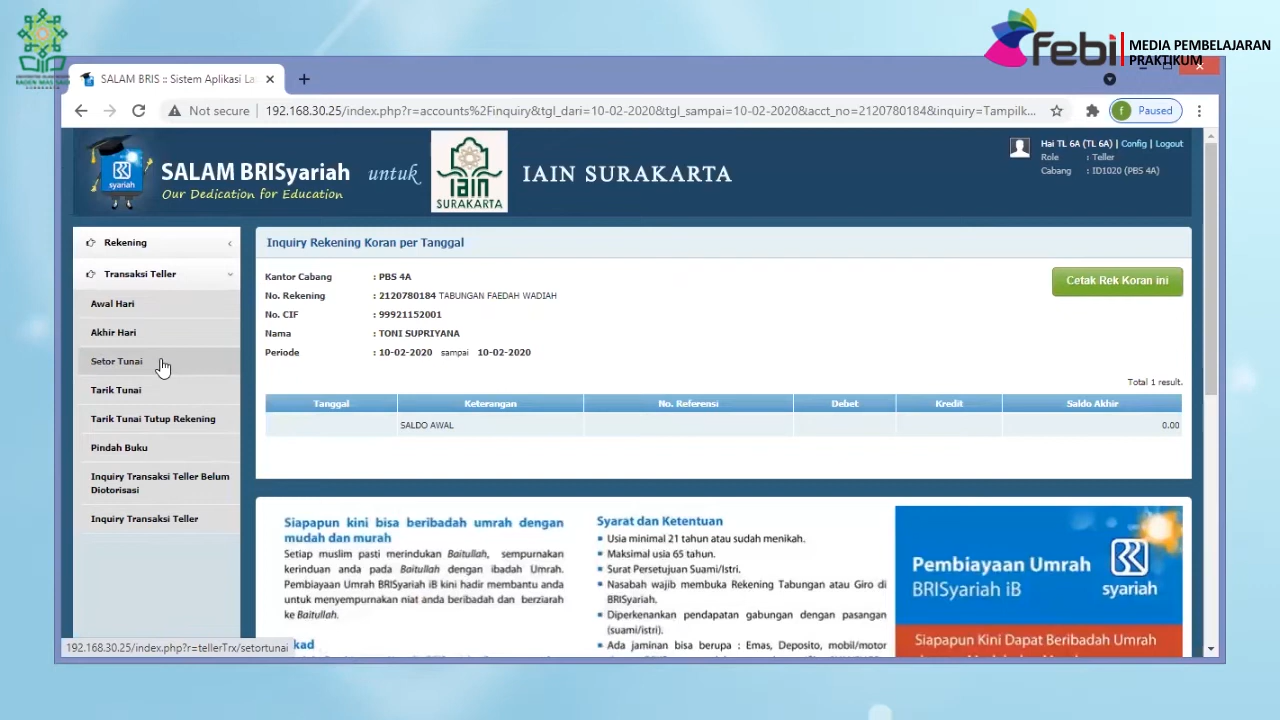 febi
MEDIA PEMBELAJARAN
PRAKTIKUM
SALAM BRIS :: Sistem Aplikasi La
Not secure
192.168.30.25/index.php?r=accounts%2Finquiry&tgl_dari=10-02-2020&tgl_sampai=10-02-2020&acct_no=2120780184&inquiry=Tampilk...
f
Paused
syariah
SALAM BRISyariah untuk
Our Dedication for Education
iain
SURAKARTA
IAIN SURAKARTA
Hai TL 6A (TL 6A) | Config | Logout
Role : Teller
Cabang : ID1020 (PBS 4A)
Rekening
Transaksi Teller
Awal Hari
Akhir Hari
Setor Tunai
Tarik Tunai
Tarik Tunai Tutup Rekening
Pindah Buku
Inquiry Transaksi Teller Belum
Diotorisasi
Inquiry Transaksi Teller
Inquiry Rekening Koran per Tanggal
Kantor Cabang : PBS 4A
No. Rekening : 2120780184 TABUNGAN FAEDAH WADIAH
No. CIF : 99921152001
Nama : TONI SUPRIYANA
Periode : 10-02-2020 sampai 10-02-2020
Cetak Rek Koran ini
Total 1 result.
Tanggal Keterangan No. Referensi Debet Kredit Saldo Akhir
SALDO AWAL 0.00
Siapapun kini bisa beribadah umrah dengan
mudah dan murah
Setiap muslim pasti merindukan Baitullah, sempurnakan
kerinduan anda pada Baitullah dengan ibadah Umrah.
Pembiayaan Umrah BRISyariah iB kini hadir membantu anda
untuk menyempurnakan niat anda beribadah dan berziarah
ke Baitullah.
kad
Syarat dan Ketentuan
Usia minimal 21 tahun atau sudah menikah.
Maksimal usia 65 tahun.
Surat Persetujuan Suami/Istri.
Nasabah wajib membuka Rekening Tabungan atau Giro di
BRISyariah.
Diperkenankan pendapatan gabungan dengan pasangan
(suami/istri).
Ada jaminan bisa berupa : Emas, Deposito, mobil/motor
Pembiayaan Umrah
BRISyariah iB
syariah
Siapapun Kini Dapat Beribadah Umrah
192.168.30.25/index.php?r=tellerTrx/setortunai